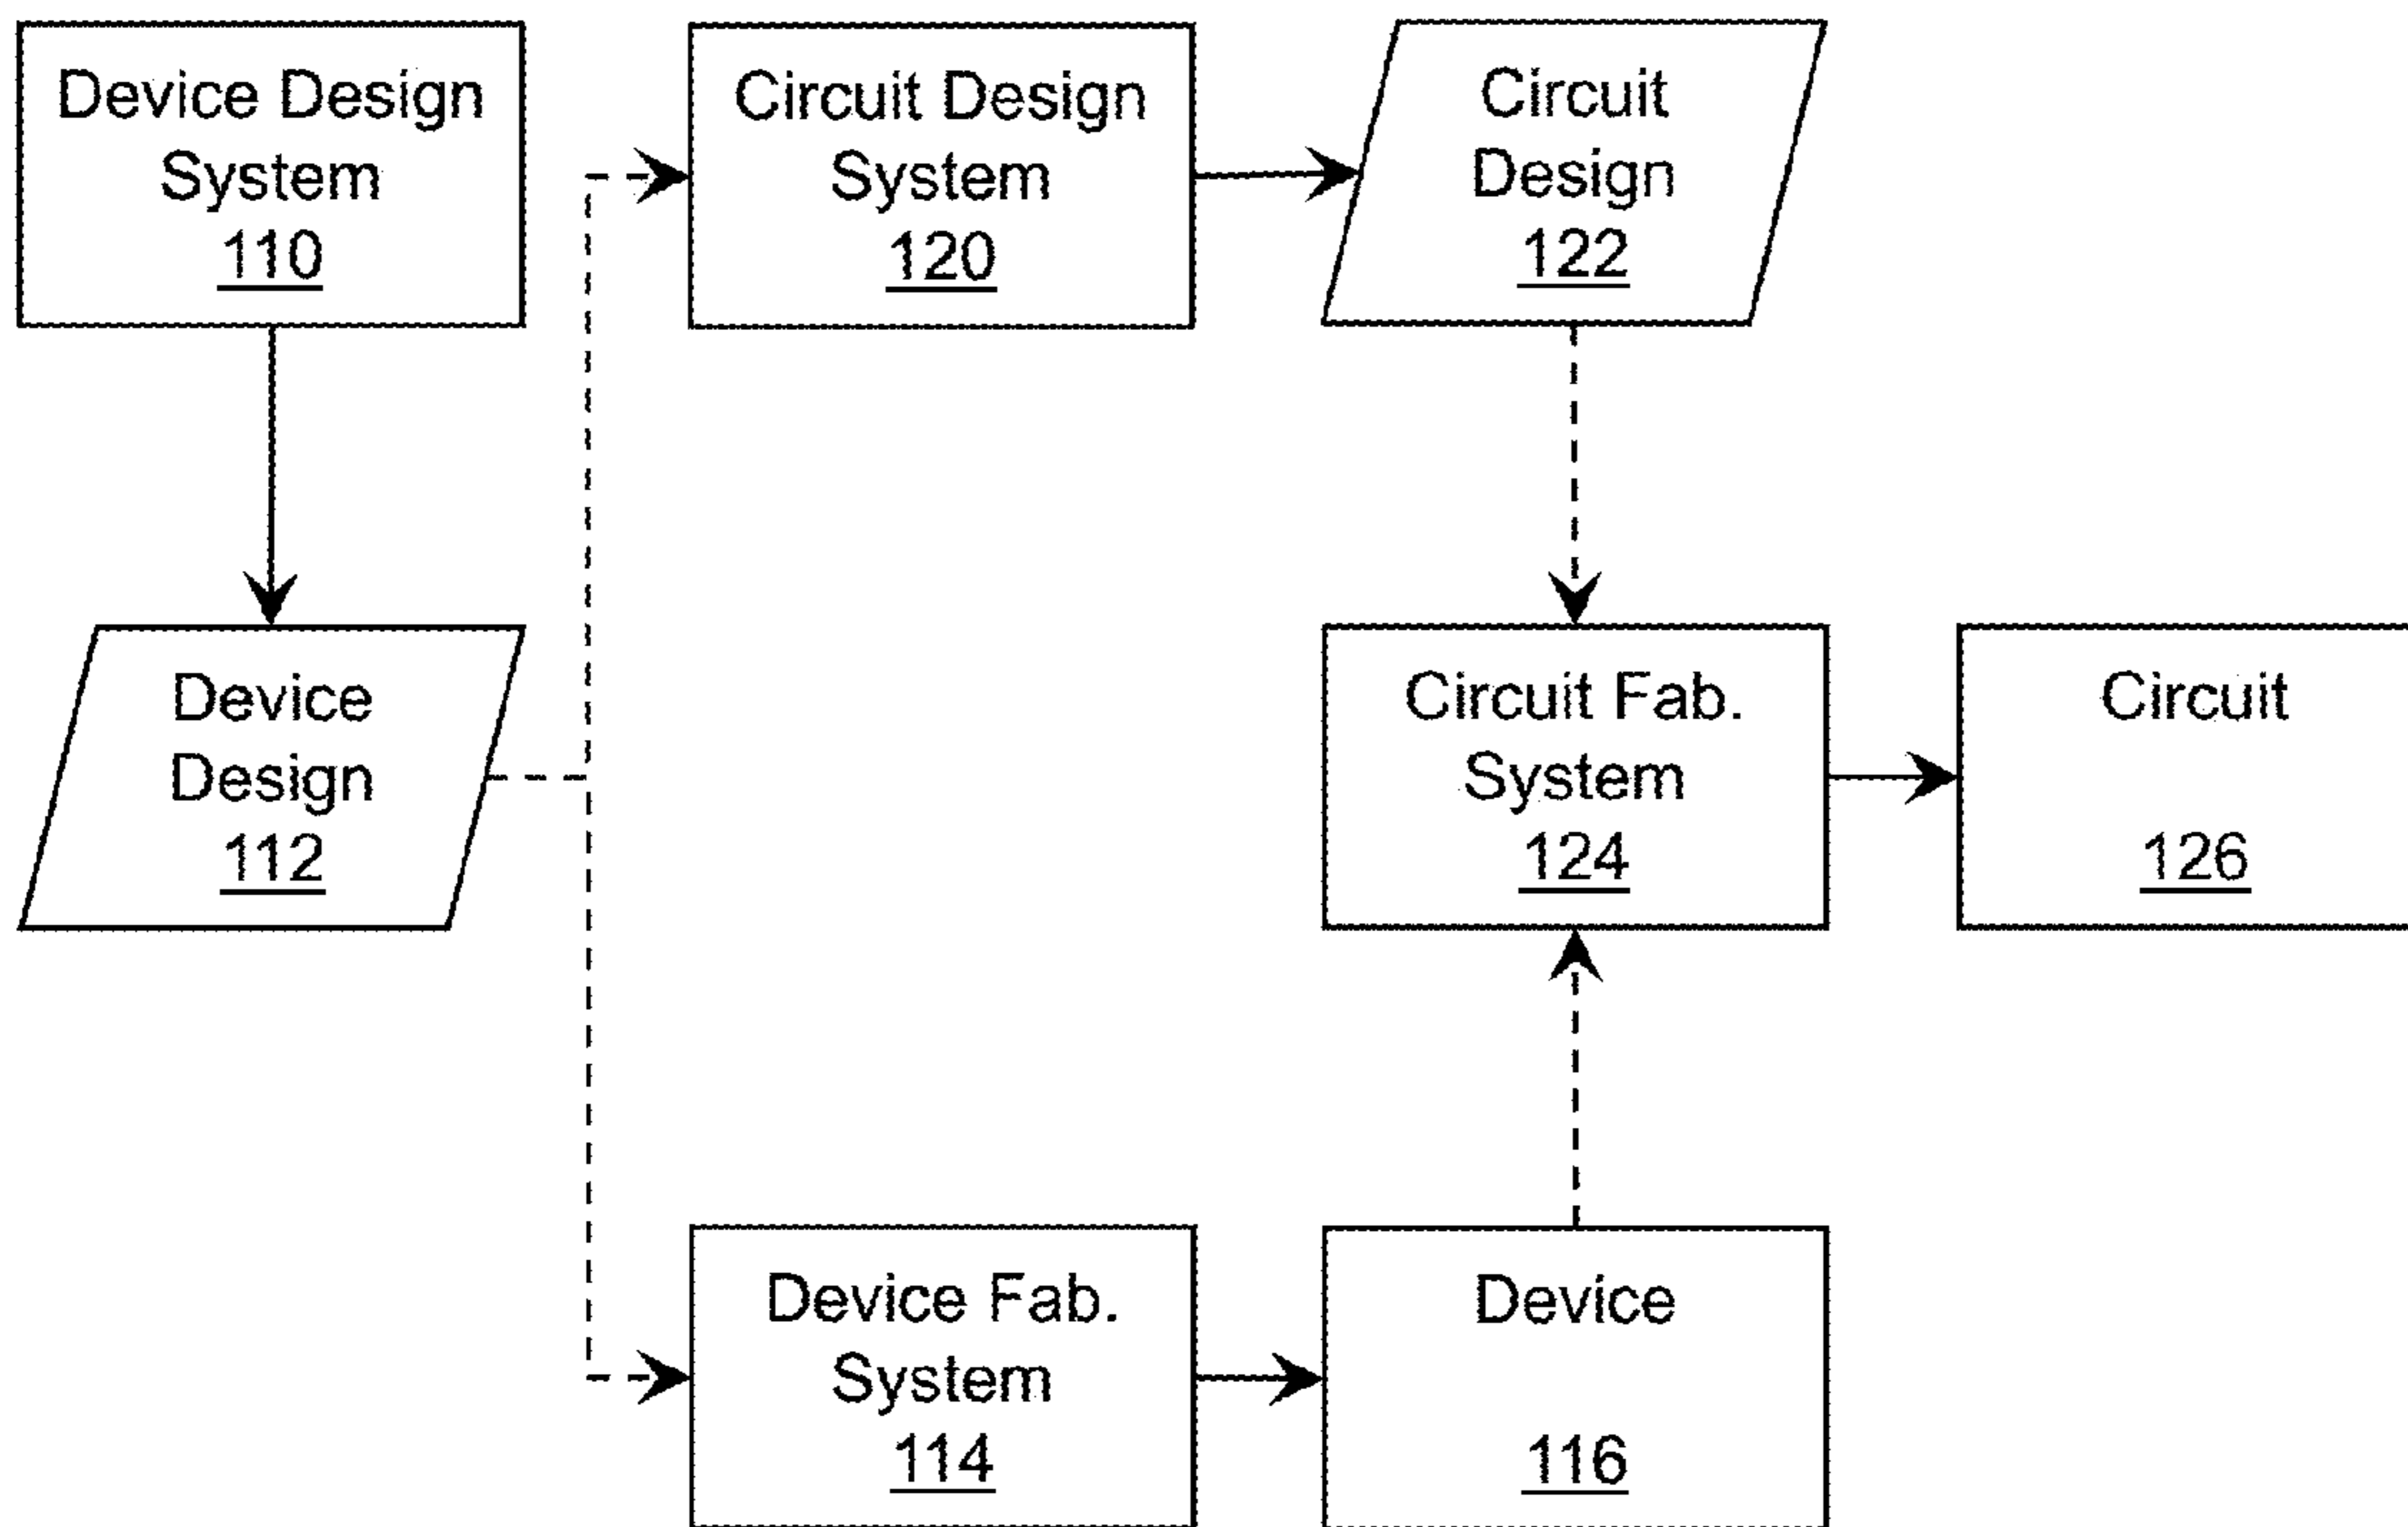 Device Design
System
110
Circuit Design
System
120
Circuit
Design
122
Device
Design
112
Circuit Fab.
System
124
Circuit
126
Device Fab.
System
114
Device
116